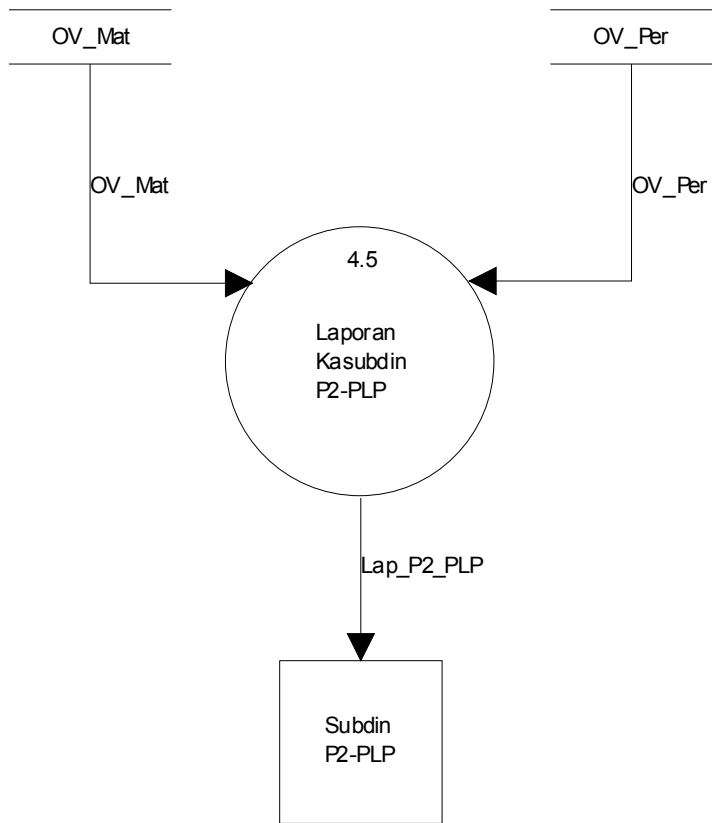 OV_Mat
OV_Per
OV_Mat
OV_Per
4.5
Laporan
Kasubdin
P2-PLP
Lap_P2_PLP
Subdin
P2-PLP